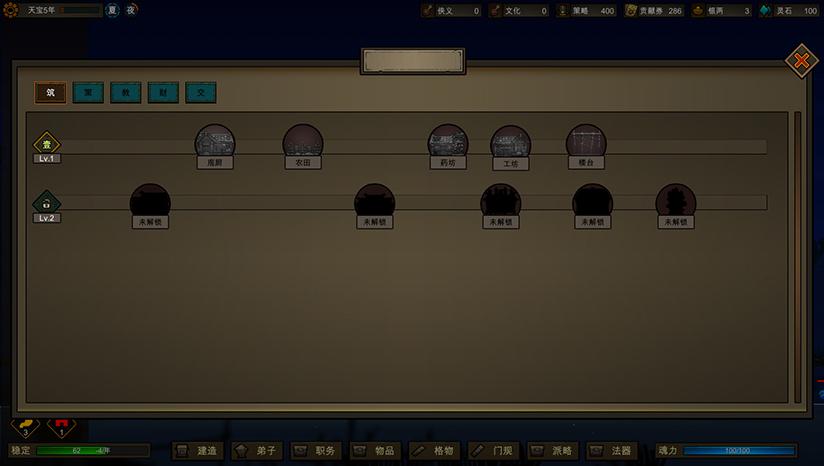 天宝5年 夏 夜 侠义 0 文化 0 策略 400 贡献券 286 银两 3 灵石 100
筑 策 教 财 交
壹
Lv.1 庖厨 农田 药坊 工坊 楼台
Lv.2 未解锁 未解锁 未解锁 未解锁 未解锁
3 1
稳定 62 -4/年 建造 弟子 职务 物品 格物 门规 派略 法器 魂力 100/100